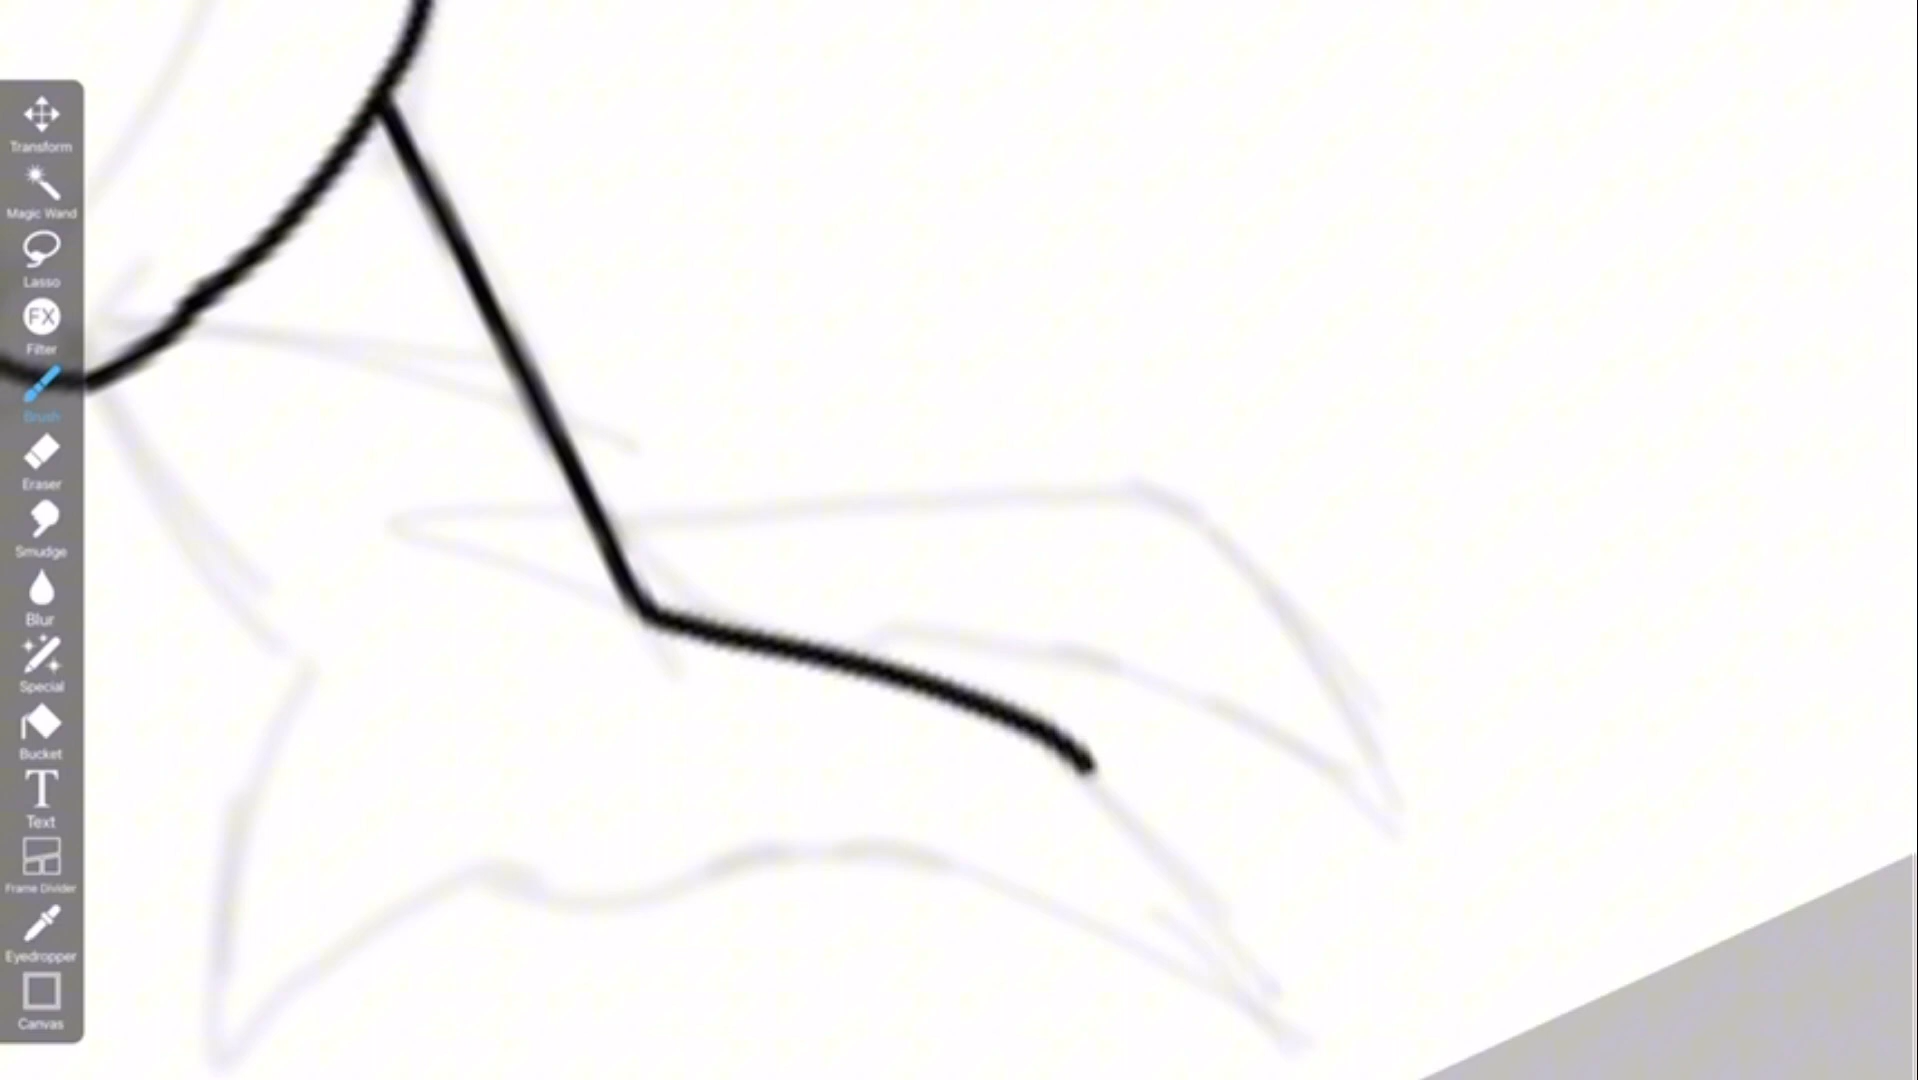 Transform
Magic Wand
Lasso
FX
Filter
Brush
Eraser
Smudge
Blur
Special
Bucket
T
Text
Frame Divider
Eyedropper
Canvas